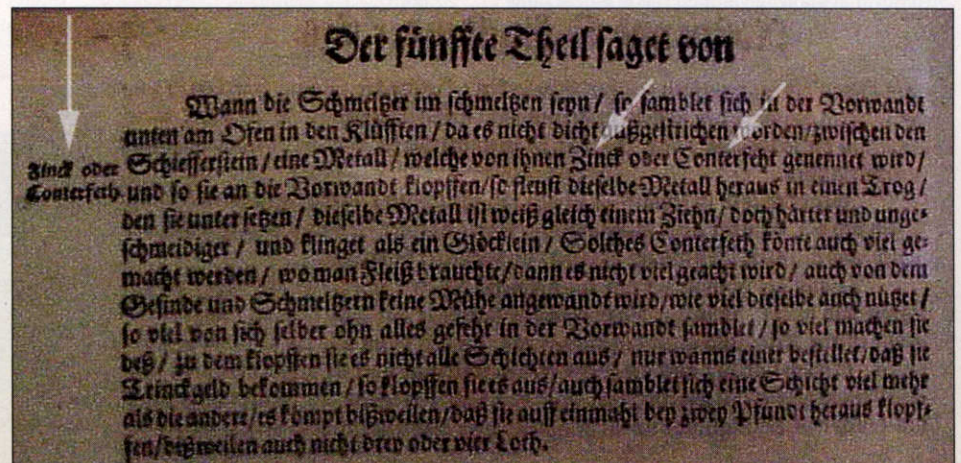 Der fünffte Theil saget von
Wann die Schmeltzer im schmeltzen seyn / so samblet sich in der Vorwandt
unten am Ofen in den Klüfften / da es nicht dicht außgestrichen worden/zwischen den
Zinck oder Schieffersteín / eine Metall / welche von ihnen Zinck oder Conterfeht genennet wird/
Conterfeth. und so sie an die Vorwandt klopffen/so fleust dieselbe Metall heraus in einen Trog /
den sie unter setzen / dieselbe Metall ist weiß gleich einem Ziehn/ doch härter und unge-
schmeidiger / und klinget als ein Glöcklein / Solches Conterfeth könte auch viel ge-
macht werden / wo man Fleiß brauchte/dann es nicht viel geacht wird / auch von dem
Gesinde und Schmeltzern keine Mühe angewandt wird/wie viel dieselbe auch nützet /
so viel von sich selber ohn alles gefehr in der Vorwandt samblet / so viel machen sie
deß / zu dem klopffen sie es nicht alle Schichten aus / nur wanns einer bestellet/daß sie
Trinckgeld bekommen / so klopffen sie es aus/auch samblet sich eine Schicht viel mehr
als die andere/es kömpt bißweilen/daß sie auff einmahl bey zwey Pfundt heraus klopf-
fen/bißweilen auch nicht drey oder vier Loth.